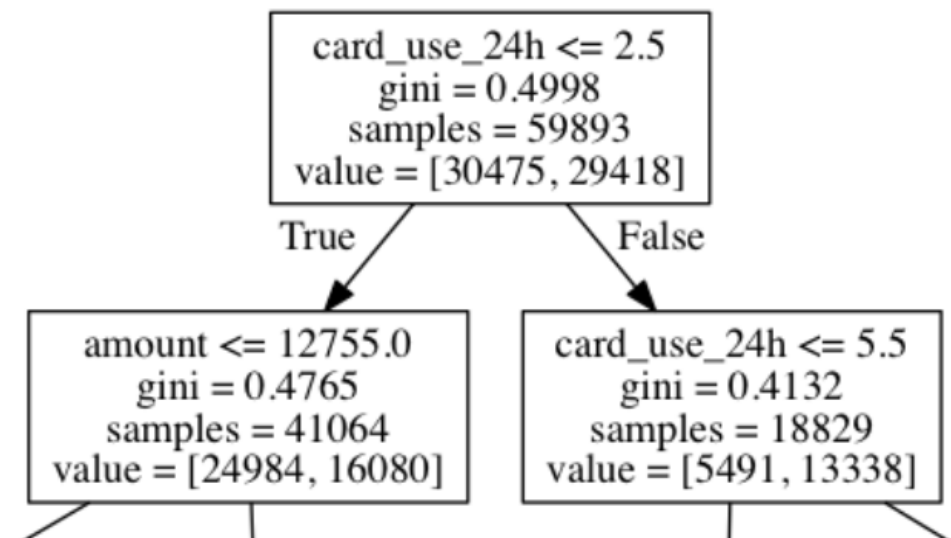 card_use_24h <= 2.5
gini = 0.4998
samples = 59893
value = [30475, 29418]
True
False
amount <= 12755.0
gini = 0.4765
samples = 41064
value = [24984, 16080]
card_use_24h <= 5.5
gini = 0.4132
samples = 18829
value = [5491, 13338]